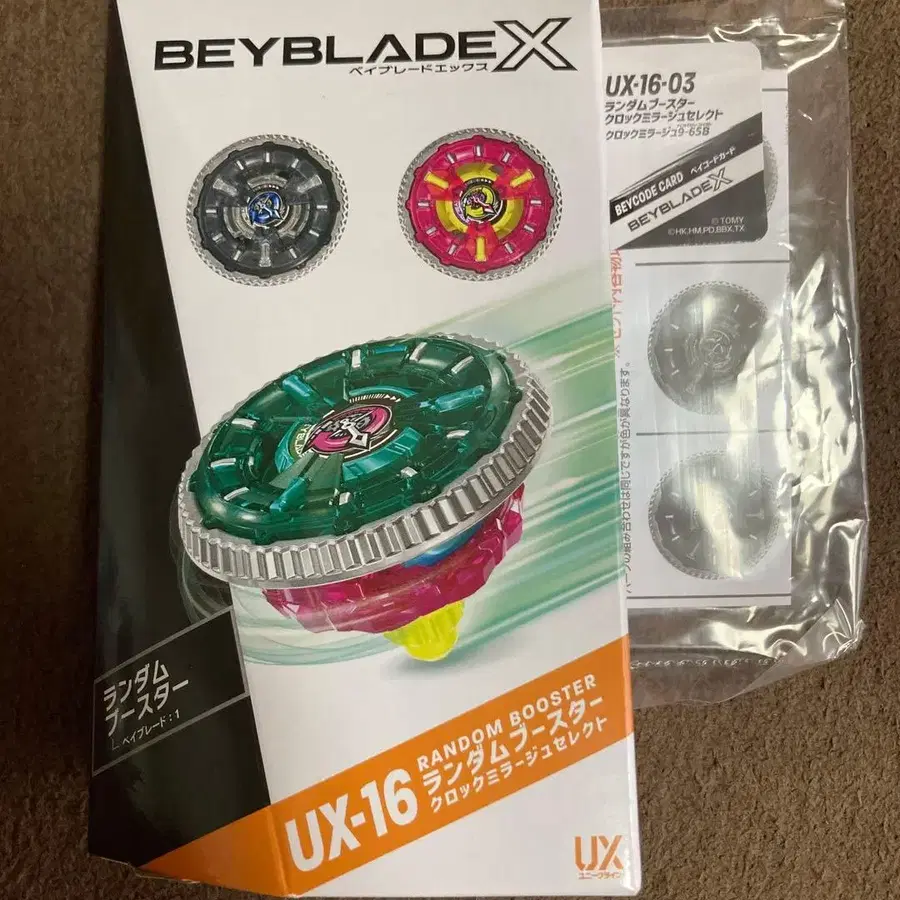 BEYBLADE X
ベイブレードエックス
ランダム
ブースター
ベイブレード:1
UX-16
RANDOM BOOSTER
ランダムブースター
クロックミラージュセレクト
UX
ユニークライン
UX-16-03
ランダムブースター
クロックミラージュセレクト
クロックミラージュ9-65B
BEYCODE CARD ベイコードカード
BEYBLADE X
© TOMY
©HK,HM,PD,BBX,TX